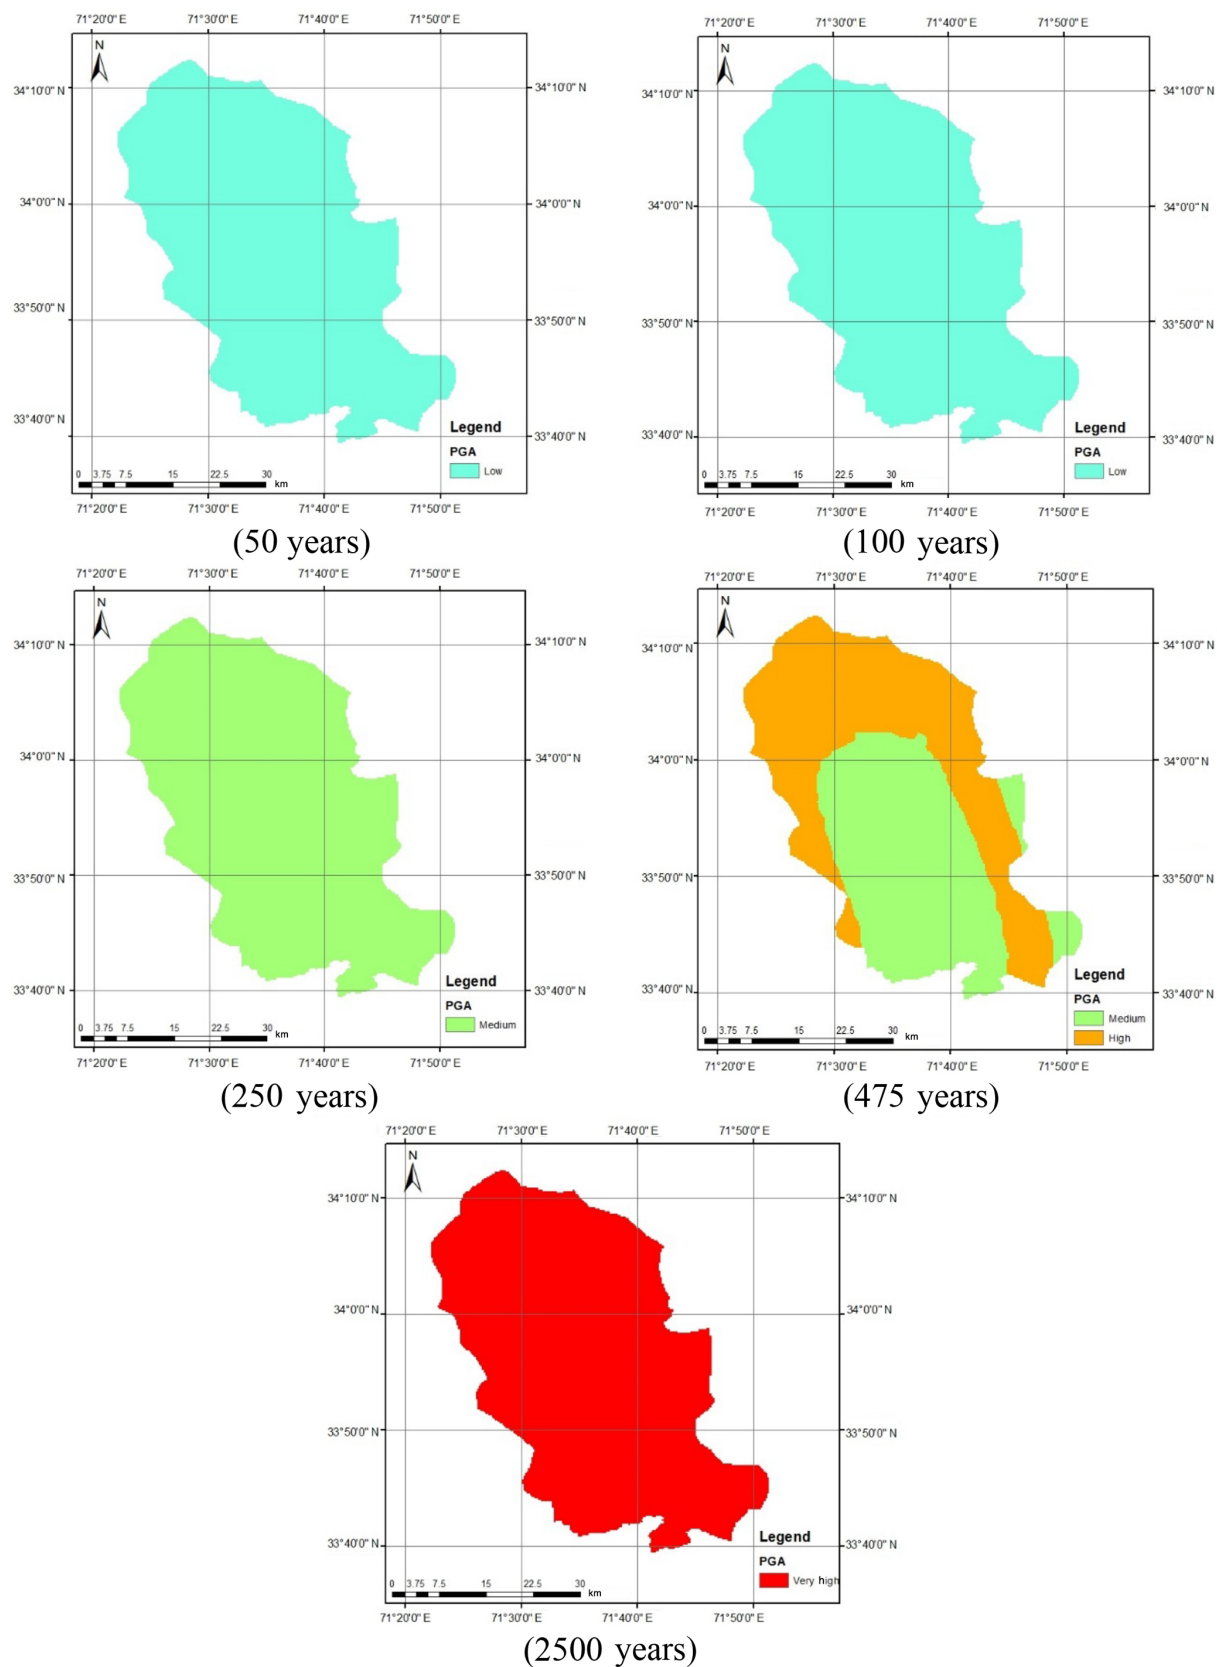 71°20'0" E 71°30'0" E 71°40'0" E 71°50'0" E
N
34°10'0" N 34°10'0" N
34°0'0" N 34°0'0" N
33°50'0" N 33°50'0" N
33°40'0" N 33°40'0" N
Legend
PGA
Low
0 3.75 7.5 15 22.5 30 km
71°20'0" E 71°30'0" E 71°40'0" E 71°50'0" E
(50 years)
71°20'0" E 71°30'0" E 71°40'0" E 71°50'0" E
N
34°10'0" N 34°10'0" N
34°0'0" N 34°0'0" N
33°50'0" N 33°50'0" N
33°40'0" N 33°40'0" N
Legend
PGA
Low
0 3.75 7.5 15 22.5 30 km
71°20'0" E 71°30'0" E 71°40'0" E 71°50'0" E
(100 years)
71°20'0" E 71°30'0" E 71°40'0" E 71°50'0" E
N
34°10'0" N 34°10'0" N
34°0'0" N 34°0'0" N
33°50'0" N 33°50'0" N
33°40'0" N 33°40'0" N
Legend
PGA
Medium
0 3.75 7.5 15 22.5 30 km
71°20'0" E 71°30'0" E 71°40'0" E 71°50'0" E
(250 years)
71°20'0" E 71°30'0" E 71°40'0" E 71°50'0" E
N
34°10'0" N 34°10'0" N
34°0'0" N 34°0'0" N
33°50'0" N 33°50'0" N
33°40'0" N 33°40'0" N
Legend
PGA
Medium
High
0 3.75 7.5 15 22.5 30 km
71°20'0" E 71°30'0" E 71°40'0" E 71°50'0" E
(475 years)
71°20'0" E 71°30'0" E 71°40'0" E 71°50'0" E
N
34°10'0" N 34°10'0" N
34°0'0" N 34°0'0" N
33°50'0" N 33°50'0" N
33°40'0" N 33°40'0" N
Legend
PGA
Very high
0 3.75 7.5 15 22.5 30 km
71°20'0" E 71°30'0" E 71°40'0" E 71°50'0" E
(2500 years)